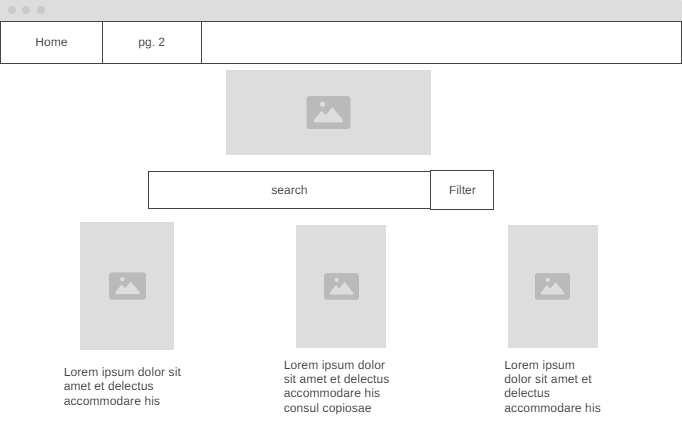 Home
pg. 2
search
Filter
Lorem ipsum dolor sit
amet et delectus
accommodare his
Lorem ipsum dolor
sit amet et delectus
accommodare his
consul copiosae
Lorem ipsum
dolor sit amet et
delectus
accommodare his